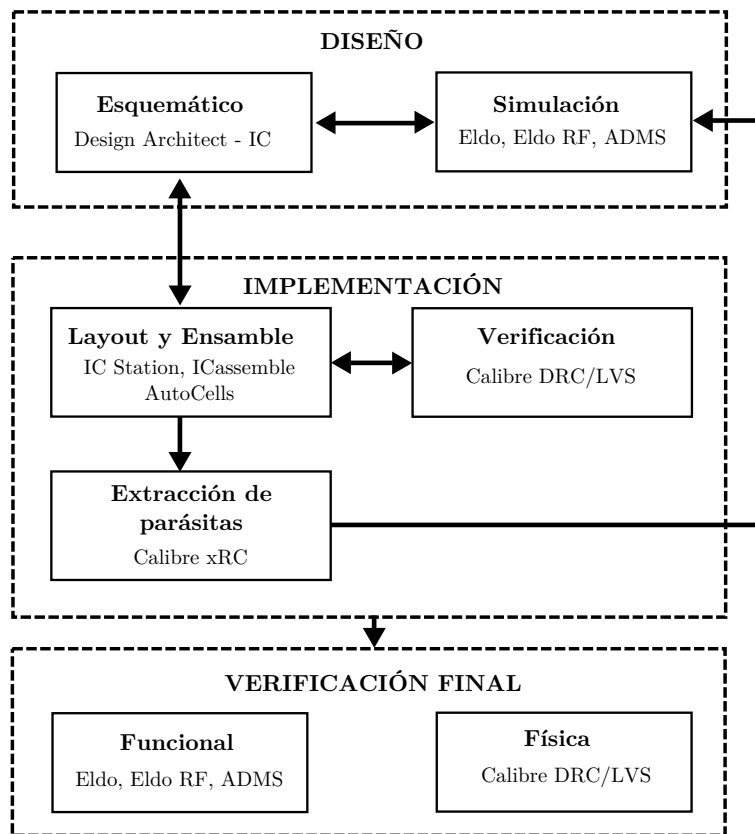 DISEÑO
Esquemático
Design Architect - IC
Simulación
Eldo, Eldo RF, ADMS
IMPLEMENTACIÓN
Layout y Ensamble
IC Station, ICassemble
AutoCells
Verificación
Calibre DRC/LVS
Extracción de
parásitas
Calibre xRC
VERIFICACIÓN FINAL
Funcional
Eldo, Eldo RF, ADMS
Física
Calibre DRC/LVS